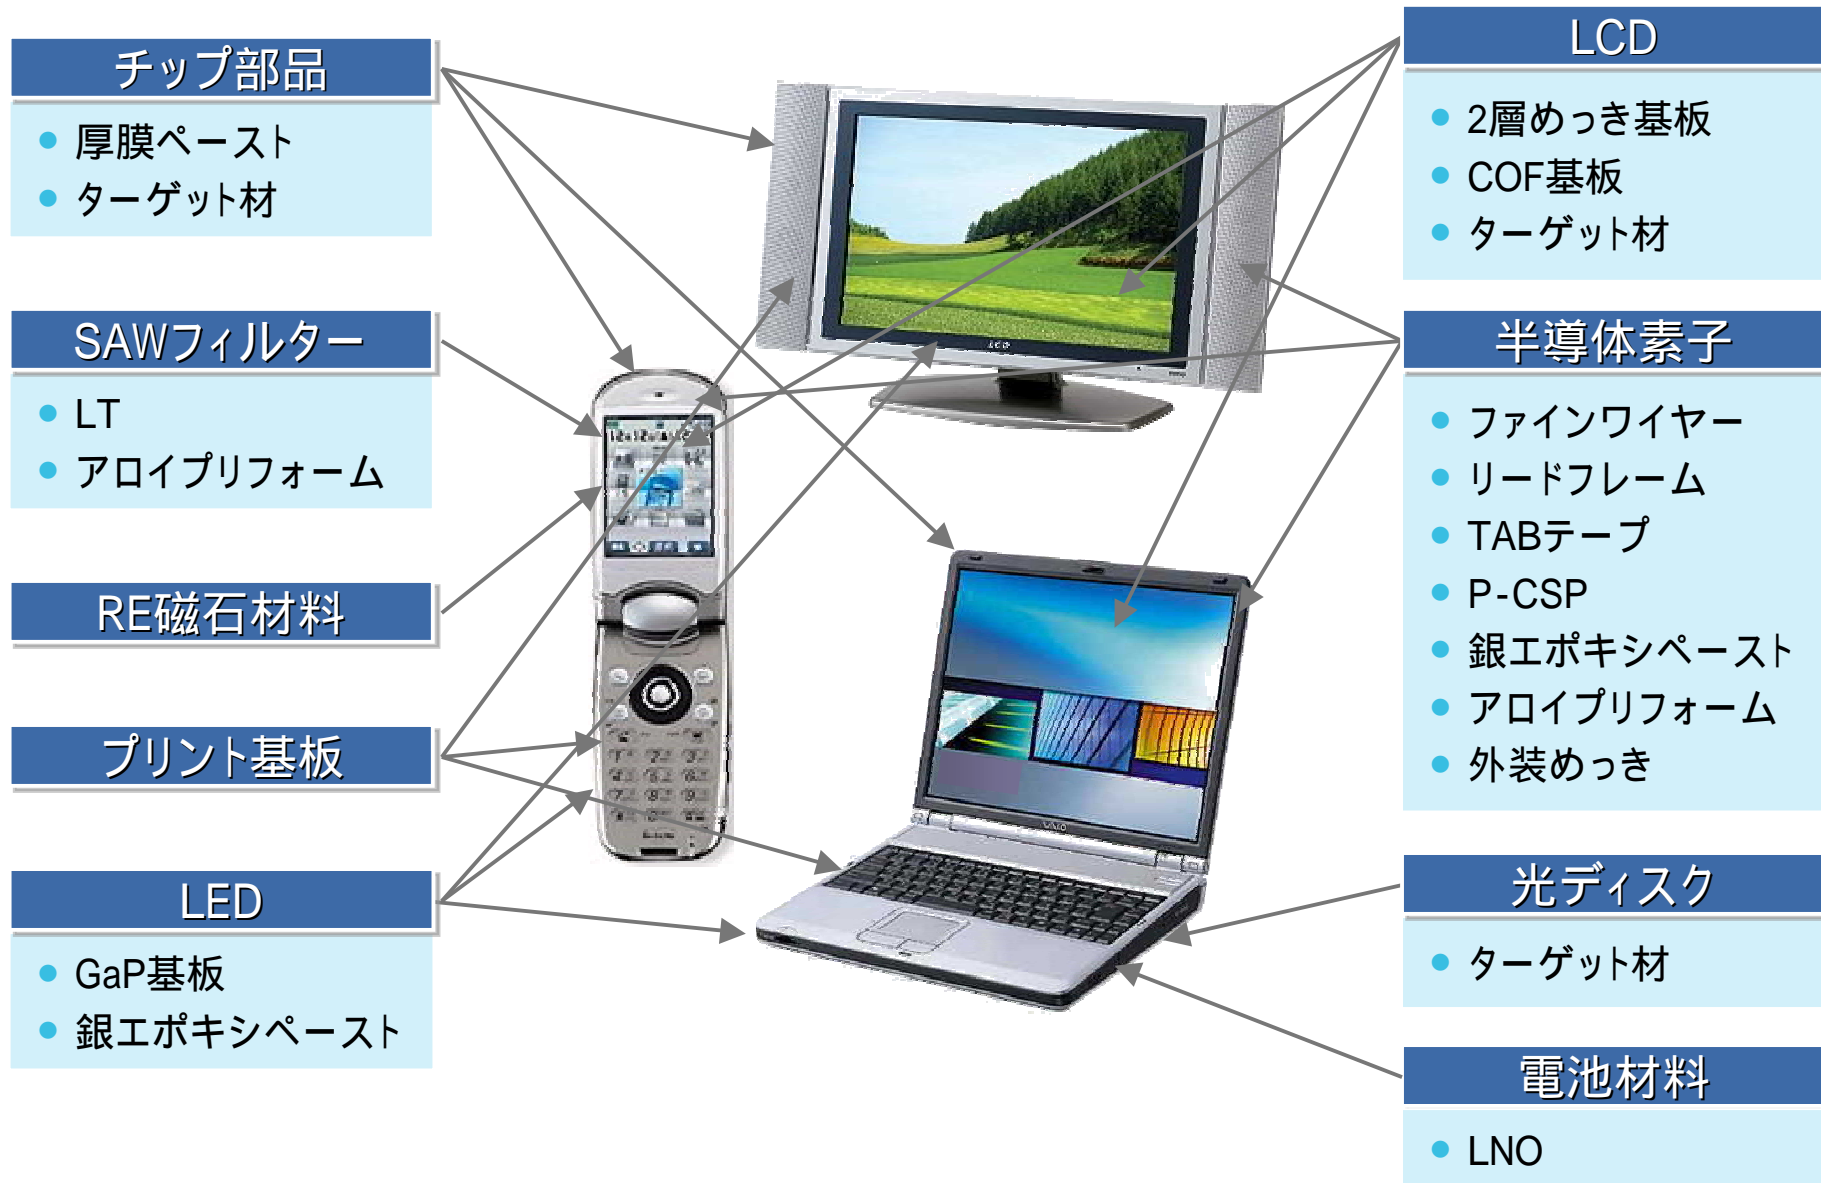 チップ部品
厚膜ペースト
ターゲット材
SAWフィルター
LT
アロイプリフォーム
RE磁石材料
プリント基板
LED
GaP基板
銀エポキシペースト
LCD
2層めっき基板
COF基板
ターゲット材
半導体素子
ファインワイヤー
リードフレーム
TABテープ
P-CSP
銀エポキシペースト
アロイプリフォーム
外装めっき
光ディスク
ターゲット材
電池材料
LNO
VAIO